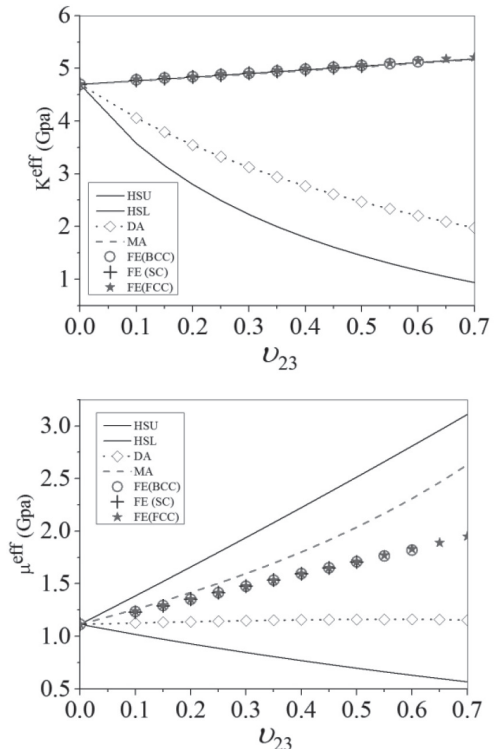 6
5
4
3
2
1
K^eff (Gpa)
HSU
HSL
DA
MA
FE(BCC)
FE (SC)
FE(FCC)
0.0 0.1 0.2 0.3 0.4 0.5 0.6 0.7
υ23
3.0
2.5
2.0
1.5
1.0
0.5
μ^eff (Gpa)
HSU
HSL
DA
MA
FE(BCC)
FE (SC)
FE(FCC)
0.0 0.1 0.2 0.3 0.4 0.5 0.6 0.7
υ23